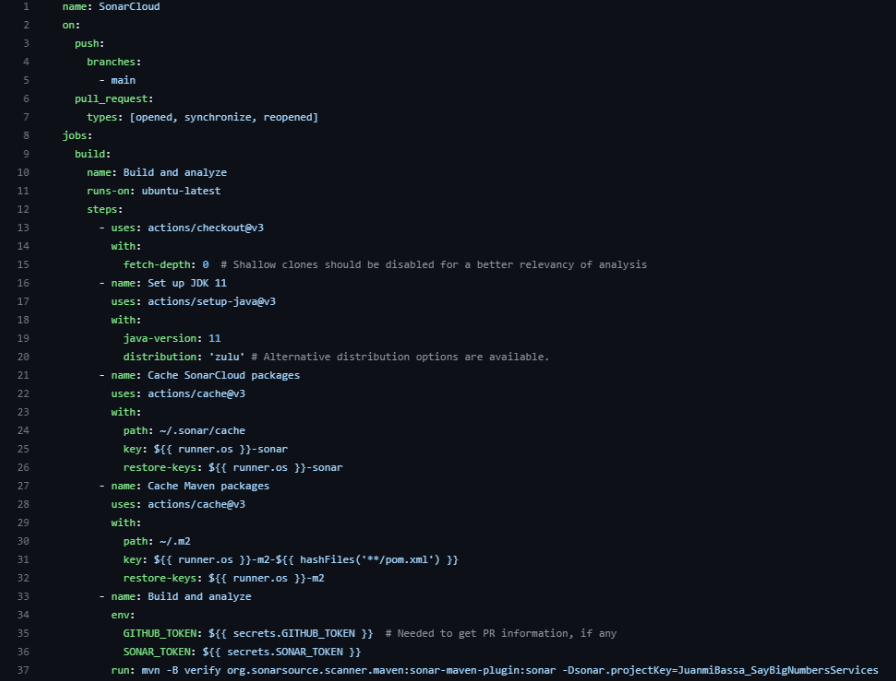 1 name: SonarCloud
2 on:
3   push:
4     branches:
5       - main
6   pull_request:
7     types: [opened, synchronize, reopened]
8 jobs:
9   build:
10     name: Build and analyze
11     runs-on: ubuntu-latest
12     steps:
13       - uses: actions/checkout@v3
14         with:
15           fetch-depth: 0  # Shallow clones should be disabled for a better relevancy of analysis
16       - name: Set up JDK 11
17         uses: actions/setup-java@v3
18         with:
19           java-version: 11
20           distribution: 'zulu' # Alternative distribution options are available.
21       - name: Cache SonarCloud packages
22         uses: actions/cache@v3
23         with:
24           path: ~/.sonar/cache
25           key: ${{ runner.os }}-sonar
26           restore-keys: ${{ runner.os }}-sonar
27       - name: Cache Maven packages
28         uses: actions/cache@v3
29         with:
30           path: ~/.m2
31           key: ${{ runner.os }}-m2-${{ hashFiles('**/pom.xml') }}
32           restore-keys: ${{ runner.os }}-m2
33       - name: Build and analyze
34         env:
35           GITHUB_TOKEN: ${{ secrets.GITHUB_TOKEN }}  # Needed to get PR information, if any
36           SONAR_TOKEN: ${{ secrets.SONAR_TOKEN }}
37         run: mvn -B verify org.sonarsource.scanner.maven:sonar-maven-plugin:sonar -Dsonar.projectKey=JuanmiBassa_SayBigNumbersServices